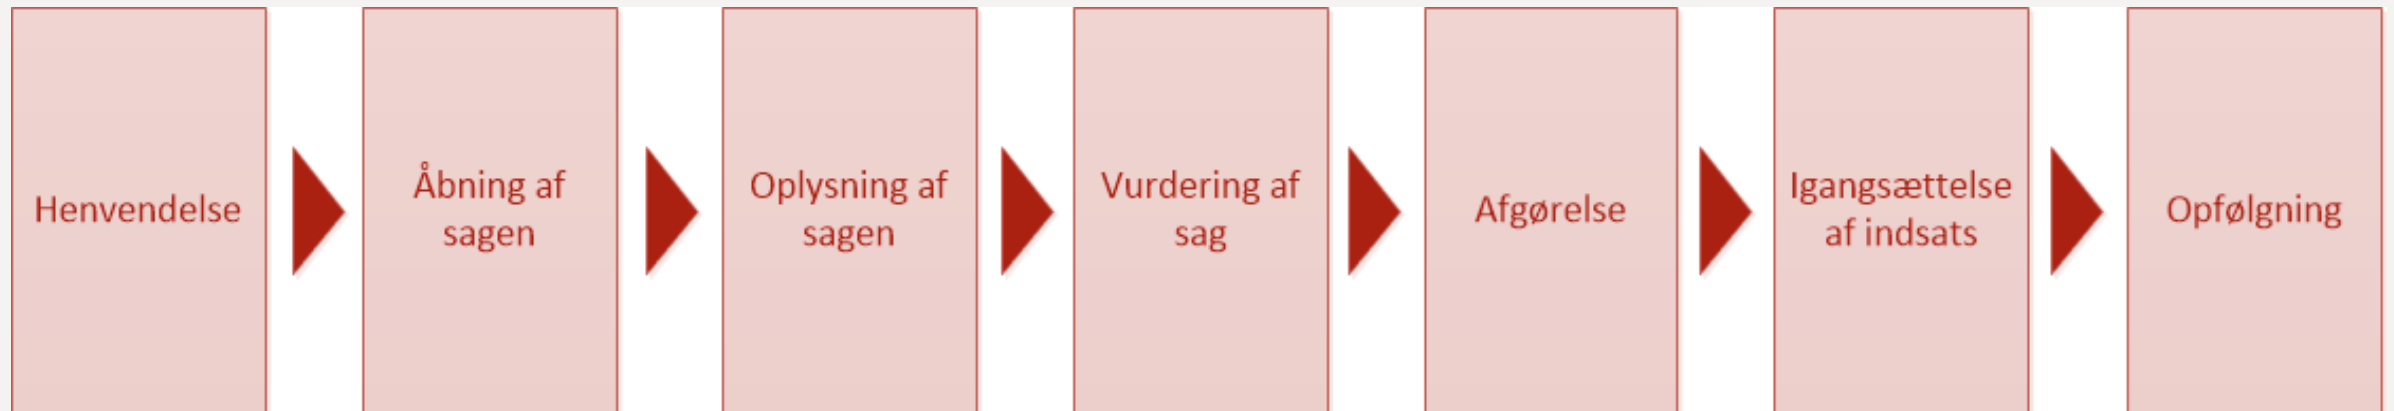 Henvendelse
Åbning af
sagen
Oplysning af
sagen
Vurdering af
sag
Afgørelse
Igangsættelse
af indsats
Opfølgning